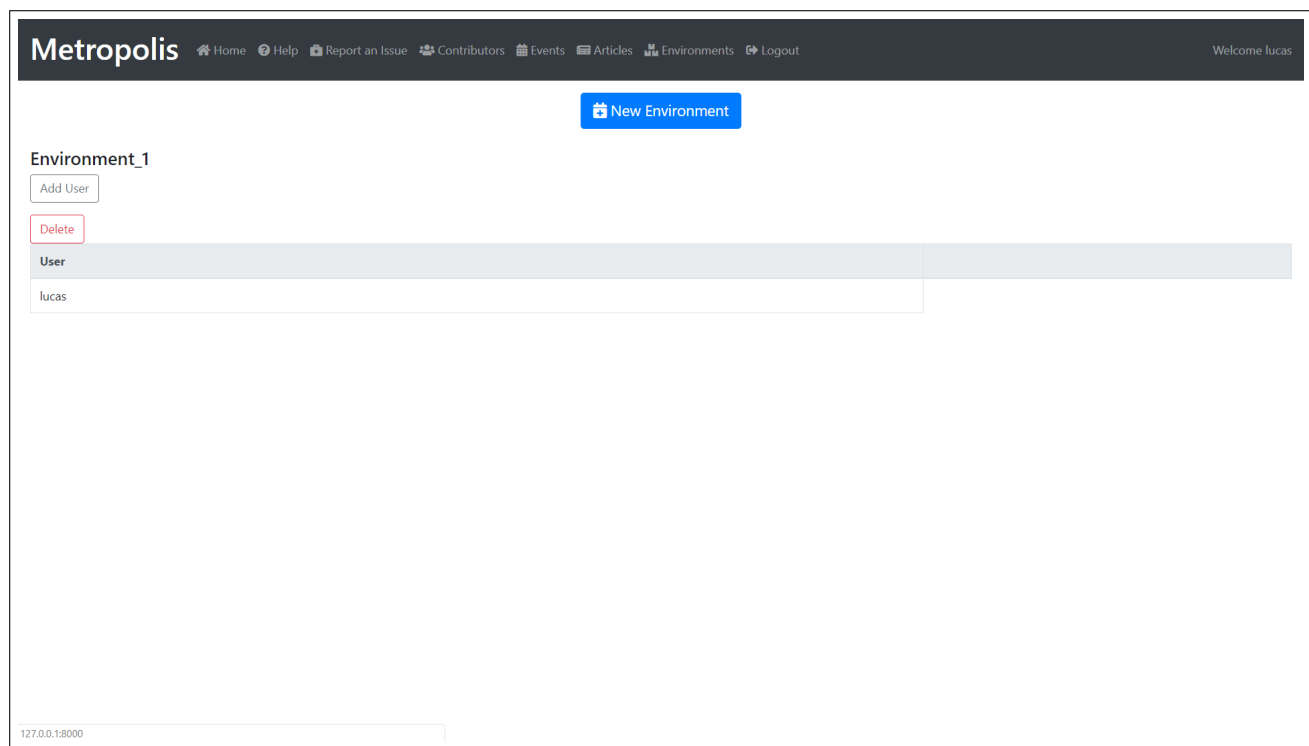 Metropolis Home Help Report an Issue Contributors Events Articles Environments Logout Welcome lucas
New Environment
Environment_1
Add User
Delete
User
lucas
127.0.0.1:8000